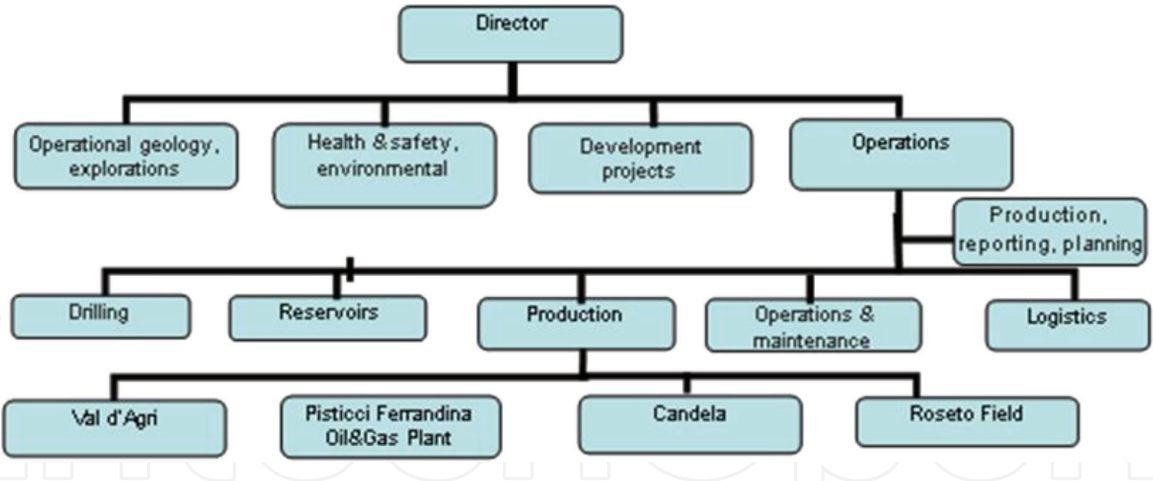 Director
Operational geology,
explorations
Health & safety,
environmental
Development
projects
Operations
Production,
reporting, planning
Drilling
Reservoirs
Production
Operations &
maintenance
Logistics
Val d'Agri
Pisticci Ferrandina
Oil&Gas Plant
Candela
Roseto Field